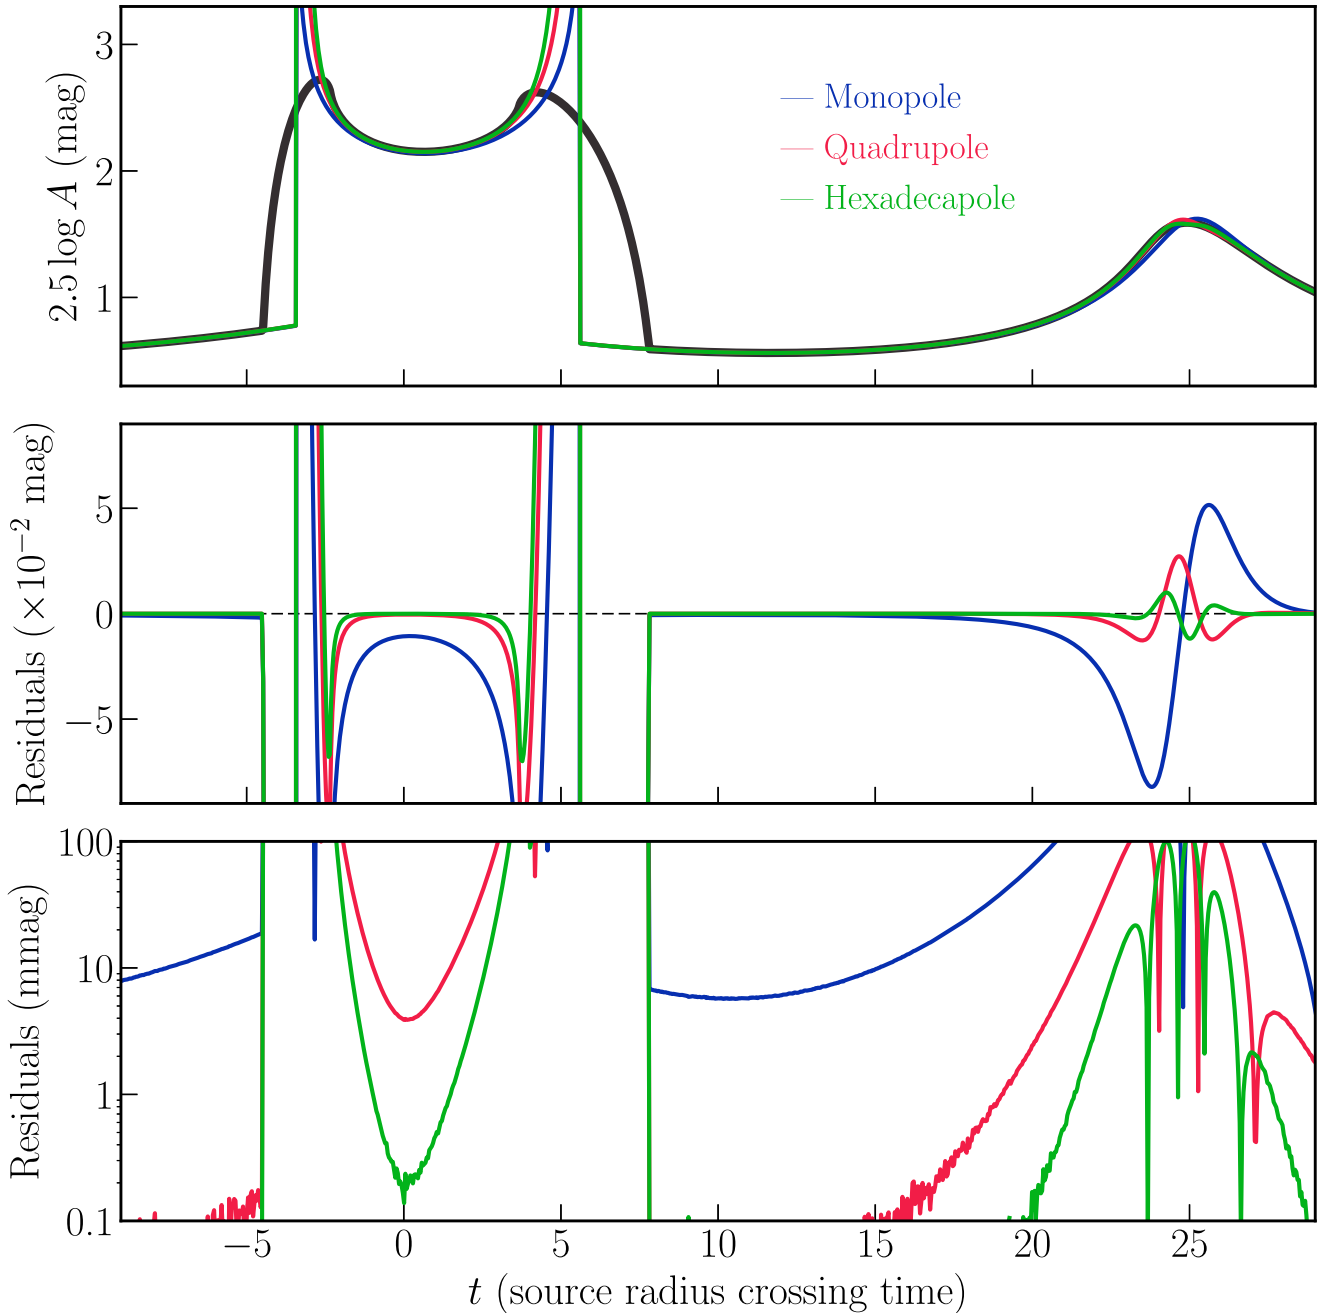 3
2
1
2.5 log A (mag)
Monopole
Quadrupole
Hexadecapole
5
0
−5
Residuals (×10⁻² mag)
100
10
1
0.1
Residuals (mmag)
−5 0 5 10 15 20 25
t (source radius crossing time)